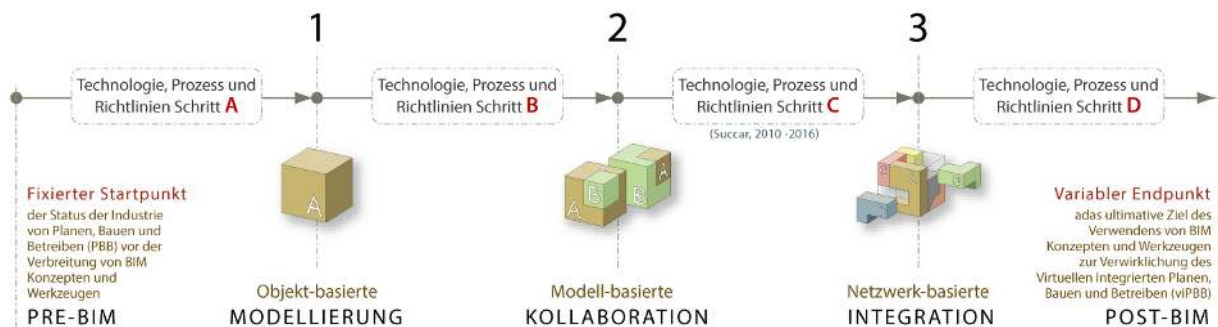 1
2
3
Technologie, Prozess und
Richtlinien Schritt A
Technologie, Prozess und
Richtlinien Schritt B
Technologie, Prozess und
Richtlinien Schritt C
(Succar, 2010 -2016)
Technologie, Prozess und
Richtlinien Schritt D
Fixierter Startpunkt
der Status der Industrie
von Planen, Bauen und
Betreiben (PBB) vor der
Verbreitung von BIM
Konzepten und
Werkzeugen
PRE-BIM
A
Objekt-basierte
MODELLIERUNG
A
B
B
A
Modell-basierte
KOLLABORATION
Netzwerk-basierte
INTEGRATION
Variabler Endpunkt
adas ultimative Ziel des
Verwendens von BIM
Konzepten und Werkzeugen
zur Verwirklichung des
Virtuellen Integrierten Planen,
Bauen und Betreiben (viPBB)
POST-BIM